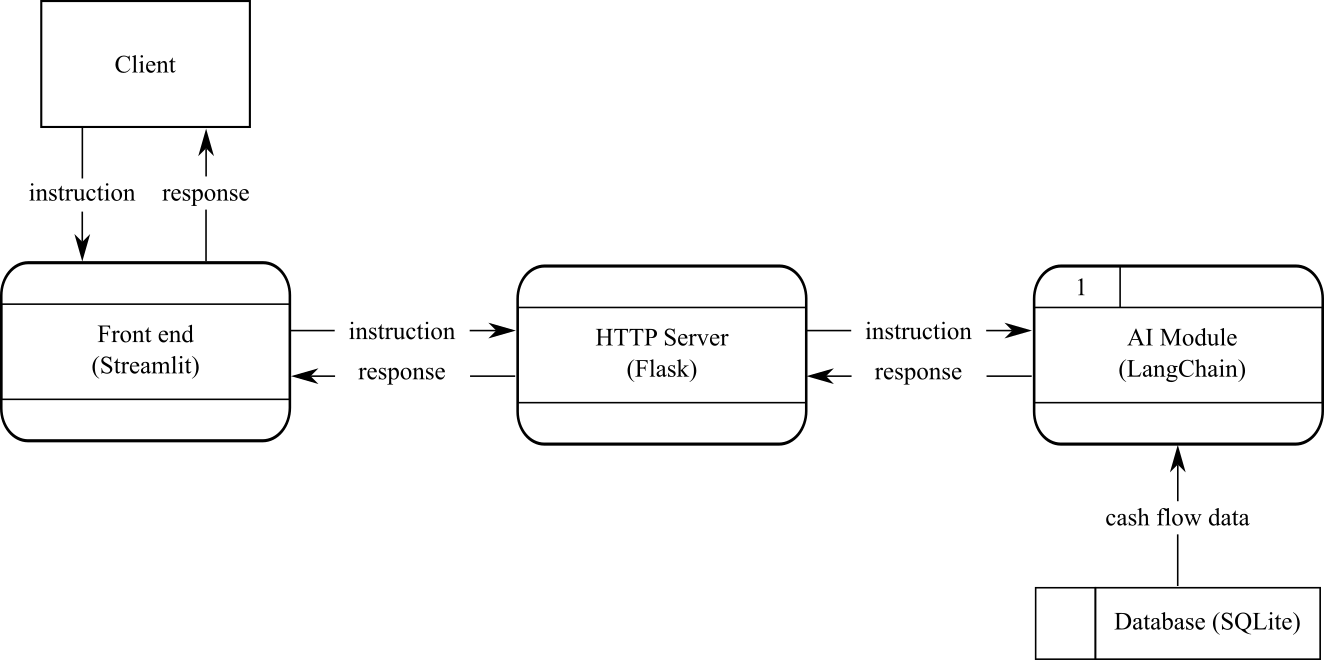 Client
instruction
response
Front end
(Streamlit)
instruction
response
HTTP Server
(Flask)
instruction
response
1
AI Module
(LangChain)
cash flow data
Database (SQLite)